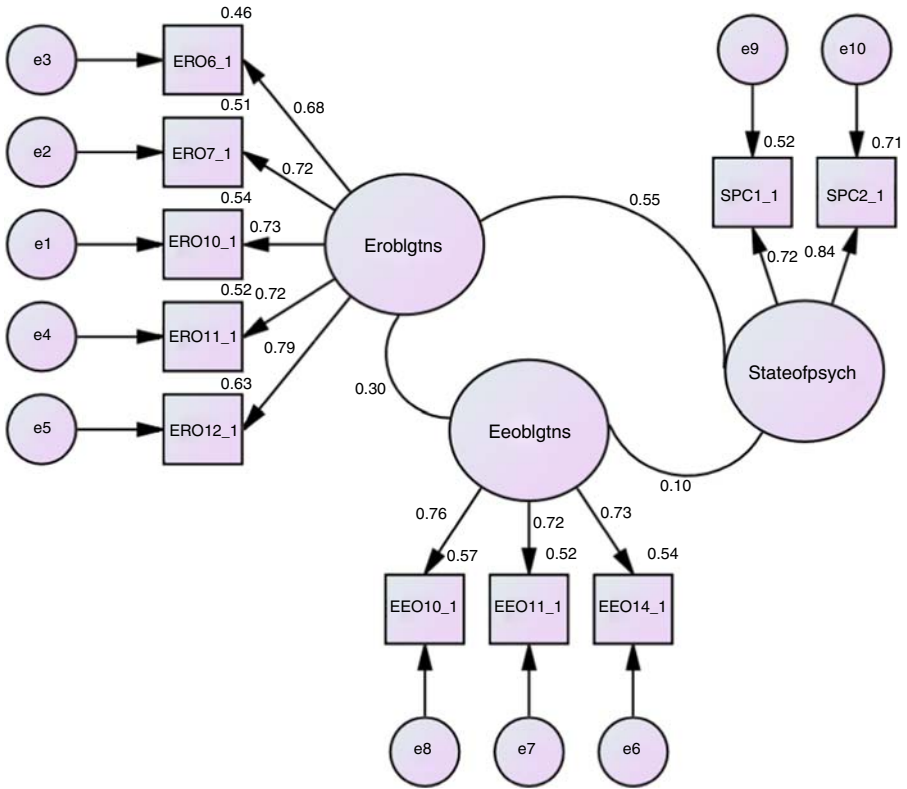 0.46
e3
ERO6_1
0.68
0.51
e2
ERO7_1
0.72
0.54
e1
ERO10_1
0.73
0.52
0.72
e4
ERO11_1
0.79
0.63
e5
ERO12_1
Eroblgtns
0.55
0.30
e9
e10
0.52
0.71
SPC1_1
SPC2_1
0.72
0.84
Stateofpsych
Eeoblgtns
0.10
0.76
0.72
0.73
0.57
0.52
0.54
EEO10_1
EEO11_1
EEO14_1
e8
e7
e6